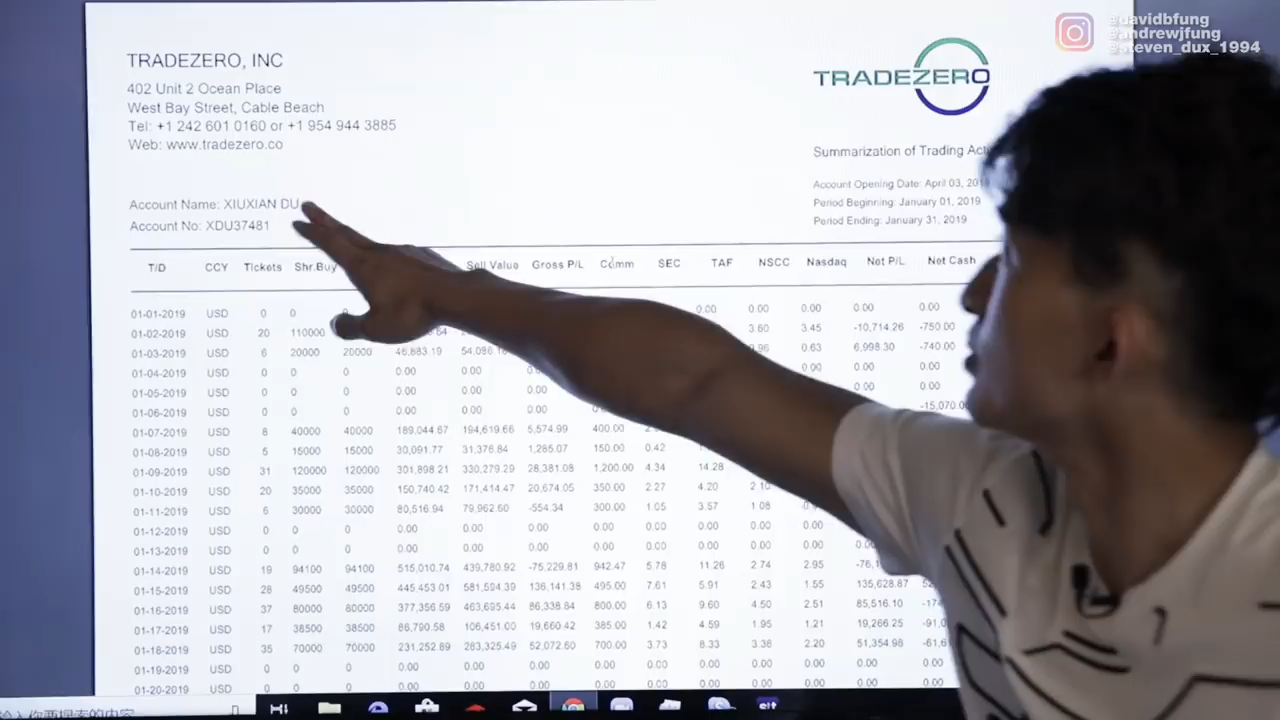 @davidbfung
@andrewjfung
@steven_dux_1994
TRADEZERO, INC
402 Unit 2 Ocean Place
West Bay Street, Cable Beach
Tel: +1 242 601 0160 or +1 954 944 3885
Web: www.tradezero.co
TRADEZERO
Summarization of Trading
Account Opening Date: April 03,
Period Beginning: January 01, 2019
Period Ending: January 31, 2019
Account Name: XIUXIAN DU
Account No: XDU37481
T/D CCY Tickets Shr.Buy Sell Value Gross P/L Comm SEC TAF NSCC Nasdaq Net P/L Net Cash
01-01-2019 USD 0 0 0.00 0.00 0.00 0.00 0.00
01-02-2019 USD 20 110000 3.60 3.45 -10,714.26 -750.00
01-03-2019 USD 6 20000 20000 46,883.19 0.63 6,998.30 -740.00
01-04-2019 USD 0 0 0 0.00 0.00 0.00 0.00 0.00
01-05-2019 USD 0 0 0 0.00 0.00 0.00 0.00
01-06-2019 USD 0 0 0 0.00 0.00 -15,070.00
01-07-2019 USD 8 40000 40000 189,044.67 194,619.66 5,574.99 400.00
01-08-2019 USD 5 15000 15000 30,091.77 31,376.84 1,285.07 150.00 0.42
01-09-2019 USD 31 120000 120000 301,898.21 330,279.29 28,381.08 1,200.00 4.34 14.28
01-10-2019 USD 20 35000 35000 150,740.42 171,414.47 20,674.05 350.00 2.27 4.20 2.10
01-11-2019 USD 6 30000 30000 80,516.94 79,962.60 -554.34 300.00 1.05 3.57 1.08
01-12-2019 USD 0 0 0 0.00 0.00 0.00 0.00 0.00 0.00 0.00 0.00
01-13-2019 USD 0 0 0 0.00 0.00 0.00 0.00 0.00 0.00 0.00 0.00
01-14-2019 USD 19 94100 94100 515,010.74 439,780.92 -75,229.81 942.47 5.78 11.26 2.74 2.95
01-15-2019 USD 28 49500 49500 445,453.01 581,594.39 136,141.38 495.00 7.61 5.91 2.43 1.55 135,628.87
01-16-2019 USD 37 80000 80000 377,356.59 463,695.44 86,338.84 800.00 6.13 9.60 4.50 2.51 85,516.10
01-17-2019 USD 17 38500 38500 86,790.58 106,451.00 19,660.42 385.00 1.42 4.59 1.95 1.21 19,266.25
01-18-2019 USD 35 70000 70000 231,252.89 283,325.49 52,072.60 700.00 3.73 8.33 3.36 2.20 51,354.98
01-19-2019 USD 0 0 0 0.00 0.00 0.00 0.00 0.00 0.00 0.00 0.00 0.00
01-20-2019 USD 0 0 0 0.00 0.00 0.00 0.00 0.00 0.00 0.00 0.00 0.00